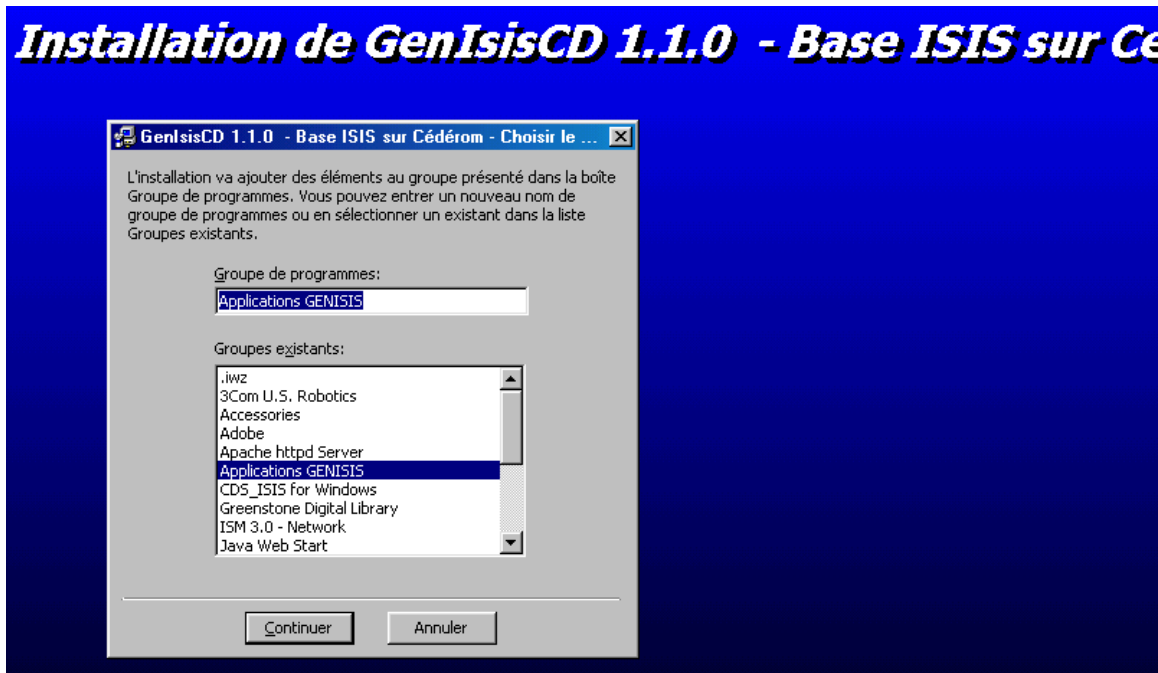 Installation de GenIsisCD 1.1.0 - Base ISIS sur Cé
GenIsisCD 1.1.0 - Base ISIS sur Cédérom - Choisir le ...
L'installation va ajouter des éléments au groupe présenté dans la boîte
Groupe de programmes. Vous pouvez entrer un nouveau nom de
groupe de programmes ou en sélectionner un existant dans la liste
Groupes existants.
Groupe de programmes:
Applications GENISIS
Groupes existants:
.iwz
3Com U.S. Robotics
Accessories
Adobe
Apache httpd Server
Applications GENISIS
CDS_ISIS for Windows
Greenstone Digital Library
ISM 3.0 - Network
Java Web Start
Continuer
Annuler